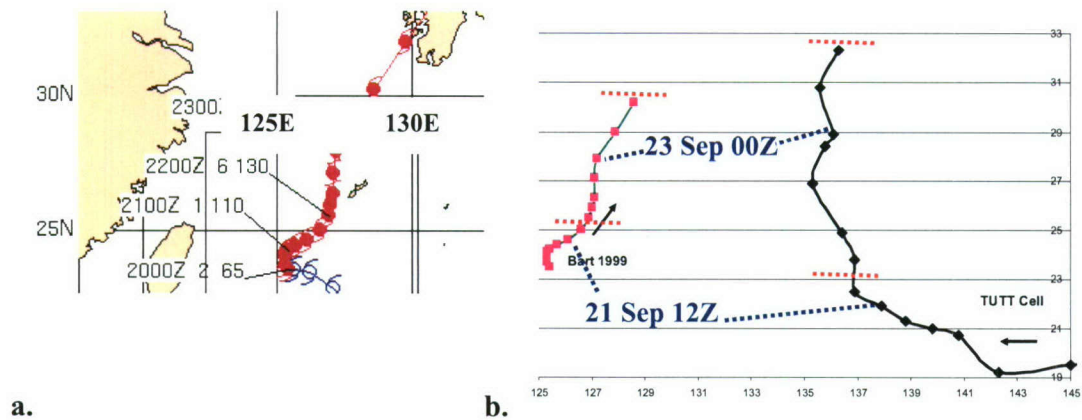 30N
2300
125E
130E
2200Z 6 130
2100Z 1 110
25N
2000Z 2 65
a.
33
31
29
27
25
23
21
19
23 Sep 00Z
Bart 1999
21 Sep 12Z
TUTT Cell
125 127 129 131 133 135 137 139 141 143 145
b.